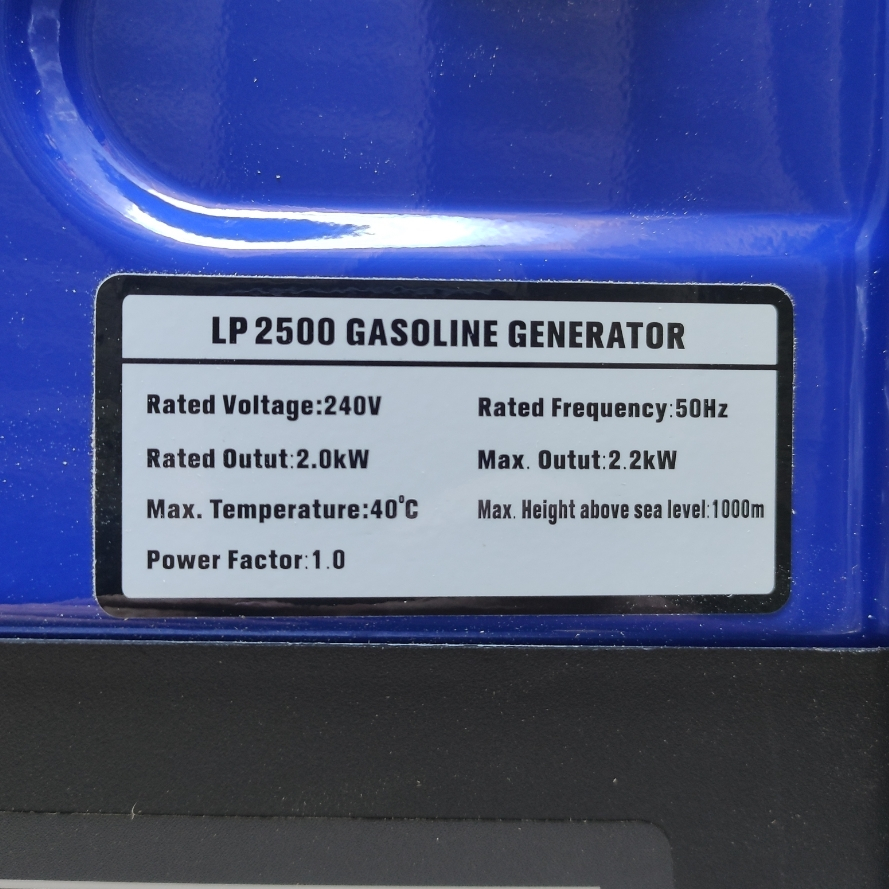 LP 2500 GASOLINE GENERATOR
Rated Voltage:240V Rated Frequency:50Hz
Rated Outut:2.0kW Max. Outut:2.2kW
Max. Temperature:40°C Max. Height above sea level:1000m
Power Factor:1.0